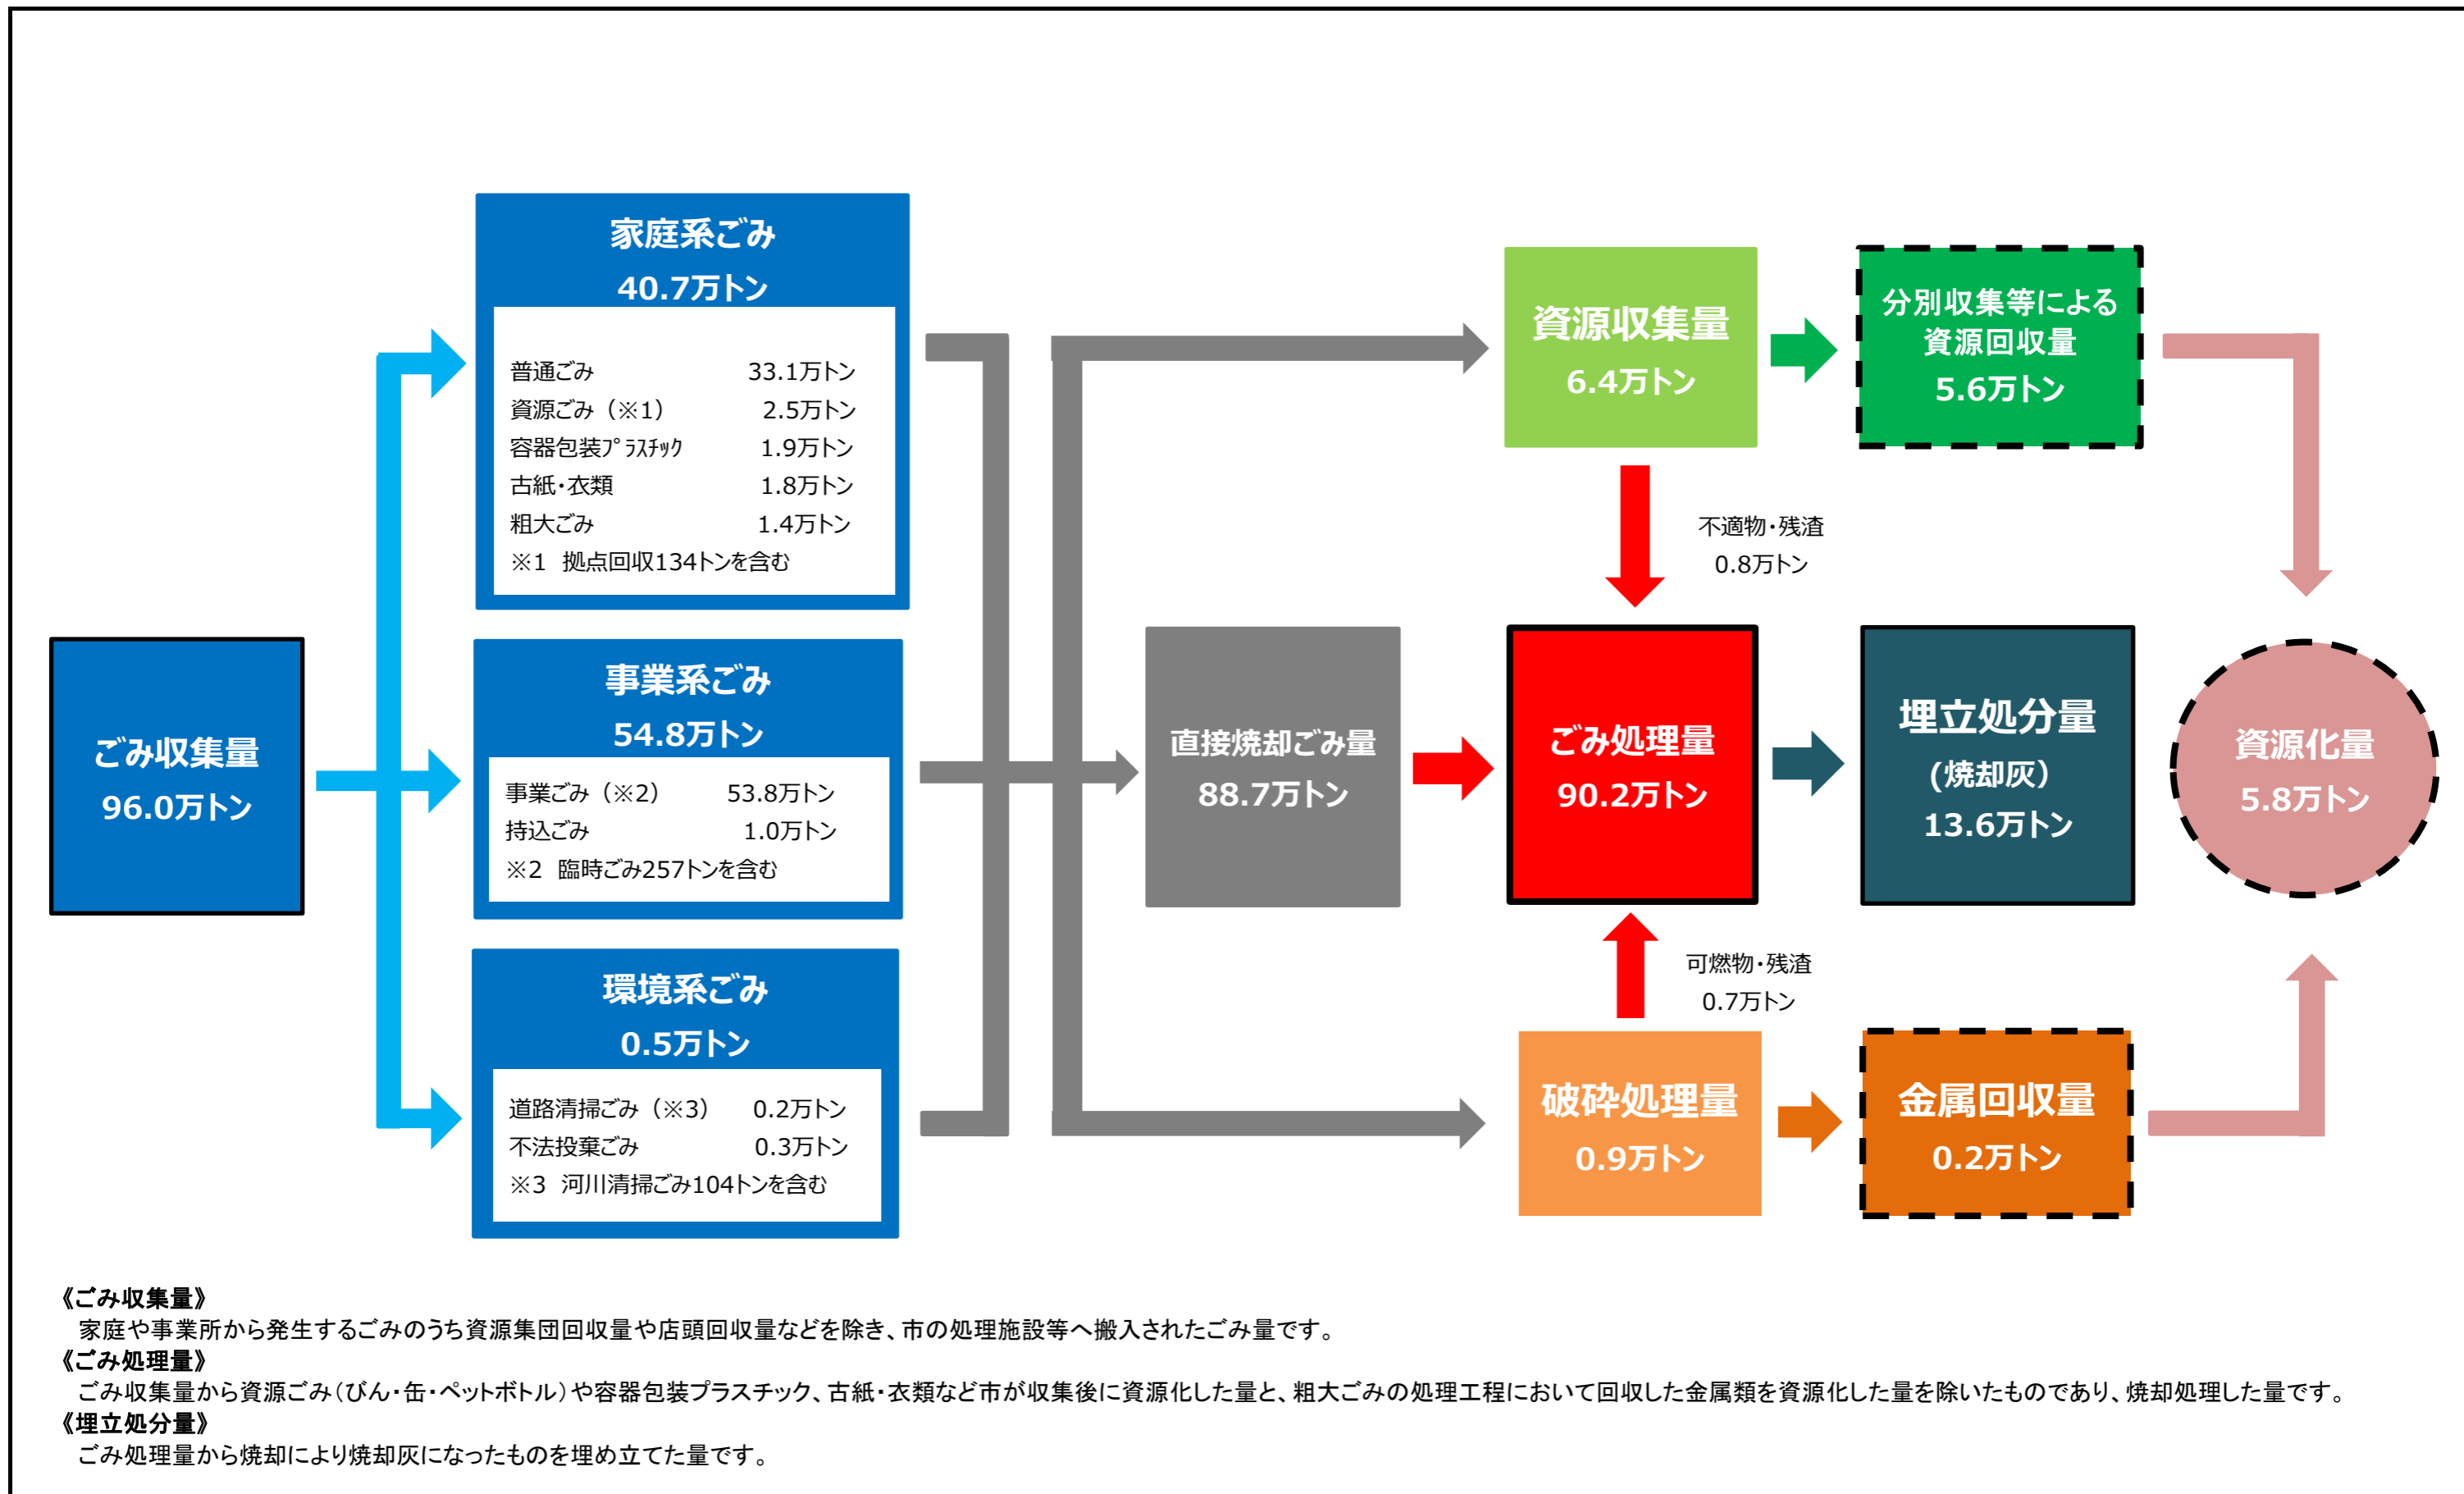 ごみ収集量
96.0万トン
家庭系ごみ
40.7万トン
普通ごみ 33.1万トン
資源ごみ（※1） 2.5万トン
容器包装ﾌﾟﾗｽﾁｯｸ 1.9万トン
古紙・衣類 1.8万トン
粗大ごみ 1.4万トン
※1 拠点回収134トンを含む
事業系ごみ
54.8万トン
事業ごみ（※2） 53.8万トン
持込ごみ 1.0万トン
※2 臨時ごみ257トンを含む
環境系ごみ
0.5万トン
道路清掃ごみ（※3） 0.2万トン
不法投棄ごみ 0.3万トン
※3 河川清掃ごみ104トンを含む
直接焼却ごみ量
88.7万トン
資源収集量
6.4万トン
不適物・残渣
0.8万トン
ごみ処理量
90.2万トン
可燃物・残渣
0.7万トン
破砕処理量
0.9万トン
分別収集等による
資源回収量
5.6万トン
埋立処分量
(焼却灰）
13.6万トン
金属回収量
0.2万トン
資源化量
5.8万トン
《ごみ収集量》
家庭や事業所から発生するごみのうち資源集団回収量や店頭回収量などを除き、市の処理施設等へ搬入されたごみ量です。
《ごみ処理量》
ごみ収集量から資源ごみ（びん・缶・ペットボトル）や容器包装プラスチック、古紙・衣類など市が収集後に資源化した量と、粗大ごみの処理工程において回収した金属類を資源化した量を除いたものであり、焼却処理した量です。
《埋立処分量》
ごみ処理量から焼却により焼却灰になったものを埋め立てた量です。